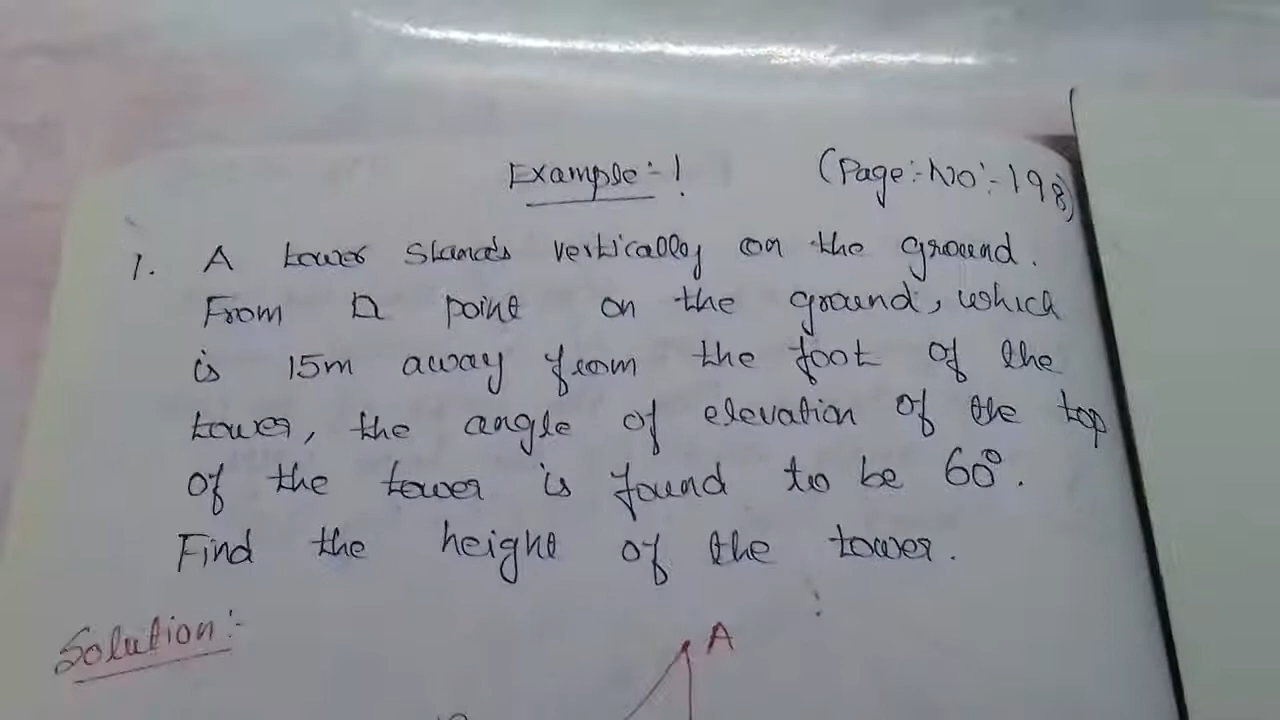 Example:- 1 (Page:-No:-198)
1. A tower stands vertically on the ground.
From a point on the ground, which
is 15m away from the foot of the
tower, the angle of elevation of the top
of the tower is found to be 60°.
Find the height of the tower.
Solution:-
A